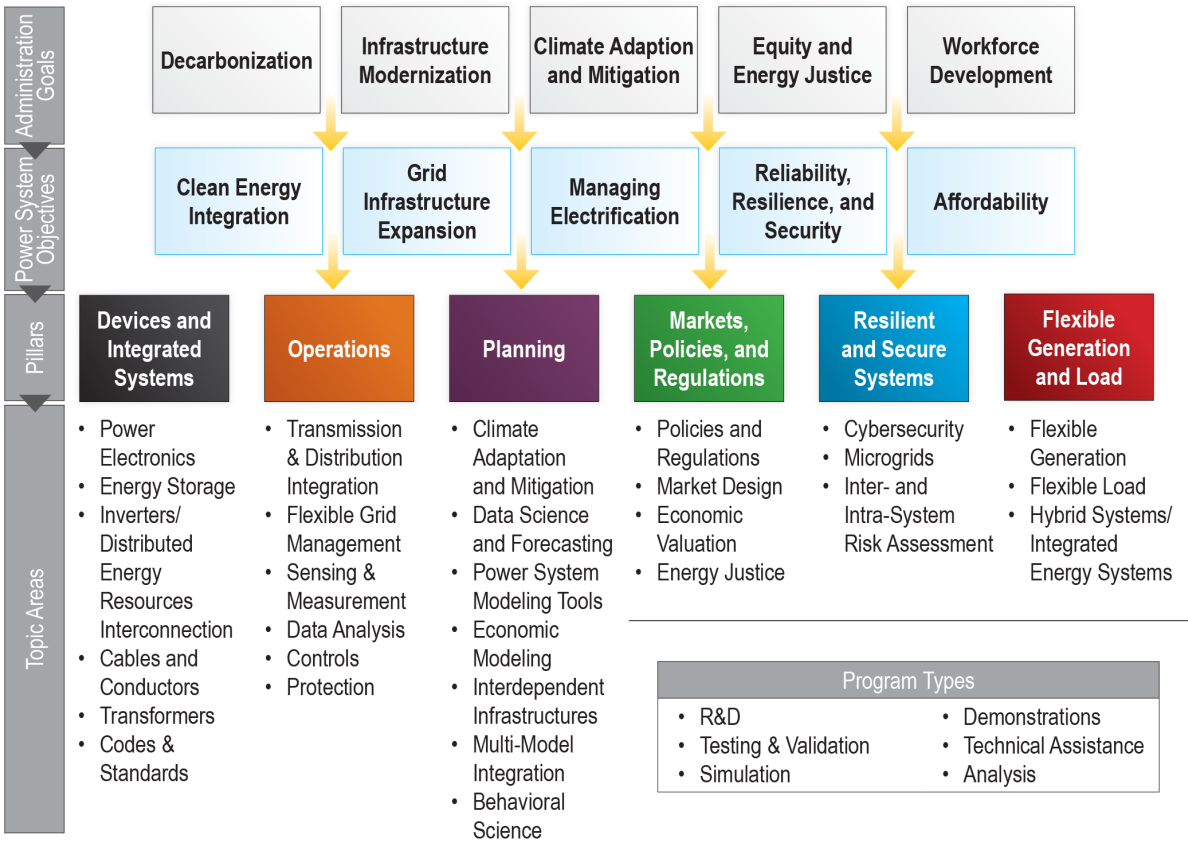 Administration
Goals
Decarbonization
Infrastructure
Modernization
Climate Adaption
and Mitigation
Equity and
Energy Justice
Workforce
Development
Power System
Objectives
Clean Energy
Integration
Grid
Infrastructure
Expansion
Managing
Electrification
Reliability,
Resilience, and
Security
Affordability
Pillars
Devices and
Integrated
Systems
Operations
Planning
Markets,
Policies, and
Regulations
Resilient
and Secure
Systems
Flexible
Generation
and Load
Topic Areas
• Power
Electronics
• Energy Storage
• Inverters/
Distributed
Energy
Resources
Interconnection
• Cables and
Conductors
• Transformers
• Codes &
Standards
• Transmission
& Distribution
Integration
• Flexible Grid
Management
• Sensing &
Measurement
• Data Analysis
• Controls
• Protection
• Climate
Adaptation
and Mitigation
• Data Science
and Forecasting
• Power System
Modeling Tools
• Economic
Modeling
• Interdependent
Infrastructures
• Multi-Model
Integration
• Behavioral
Science
• Policies and
Regulations
• Market Design
• Economic
Valuation
• Energy Justice
• Cybersecurity
• Microgrids
• Inter- and
Intra-System
Risk Assessment
• Flexible
Generation
• Flexible Load
• Hybrid Systems/
Integrated
Energy Systems
Program Types
• R&D
• Testing & Validation
• Simulation
• Demonstrations
• Technical Assistance
• Analysis